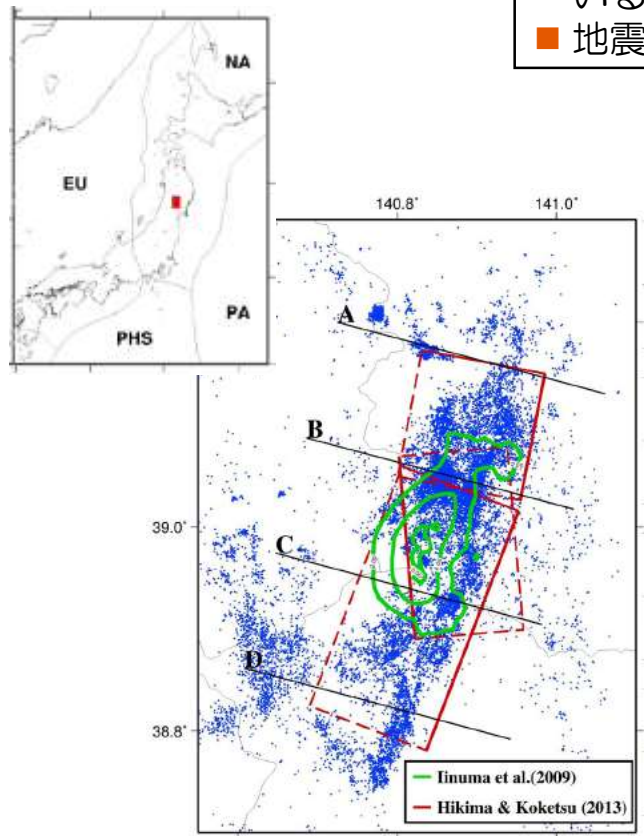 いる
■ 地震
NA
EU
PA
PHS
140.8°
141.0°
A
B
39.0°
C
D
38.8°
Iinuma et al.(2009)
Hikima & Koketsu (2013)